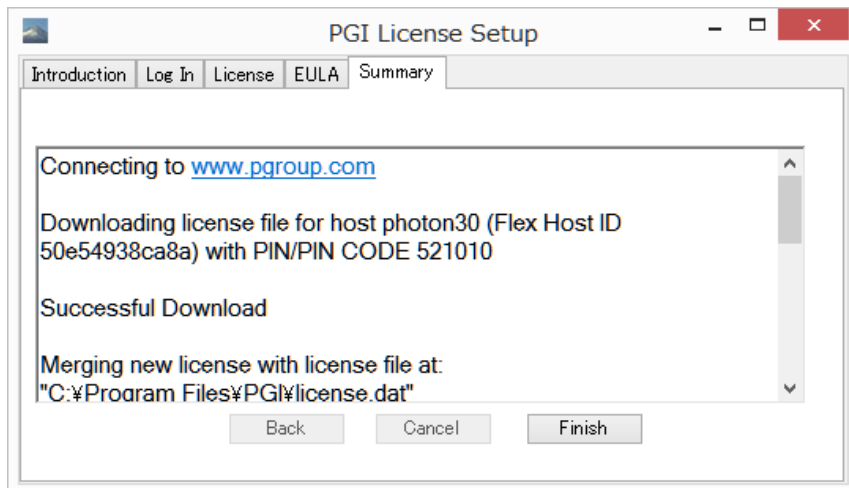 PGI License Setup
Introduction Log In License EULA Summary
Connecting to www.pgroup.com
Downloading license file for host photon30 (Flex Host ID
50e54938ca8a) with PIN/PIN CODE 521010
Successful Download
Merging new license with license file at:
"C:¥Program Files¥PGI¥license.dat"
Back Cancel Finish